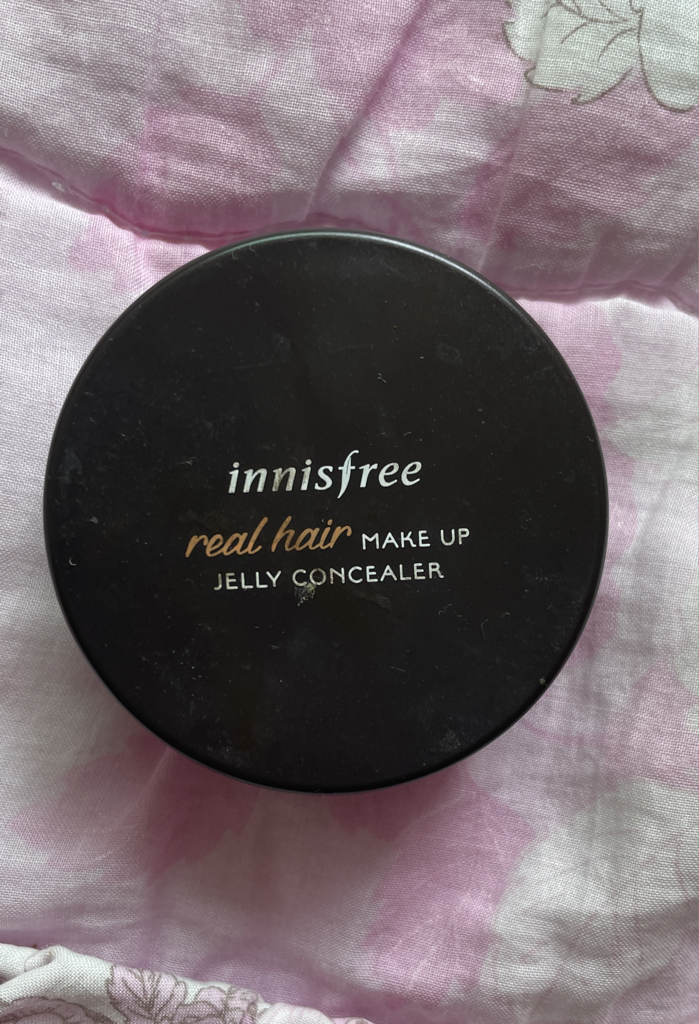 innisfree
real hair MAKE UP
JELLY CONCEALER